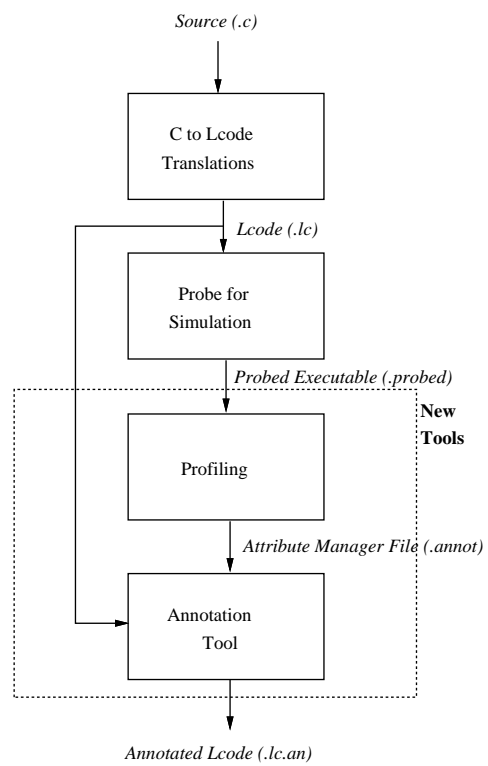 Source (.c)
C to Lcode
Translations
Lcode (.lc)
Probe for
Simulation
Probed Executable (.probed)
New
Tools
Profiling
Attribute Manager File (.annot)
Annotation
Tool
Annotated Lcode (.lc.an)